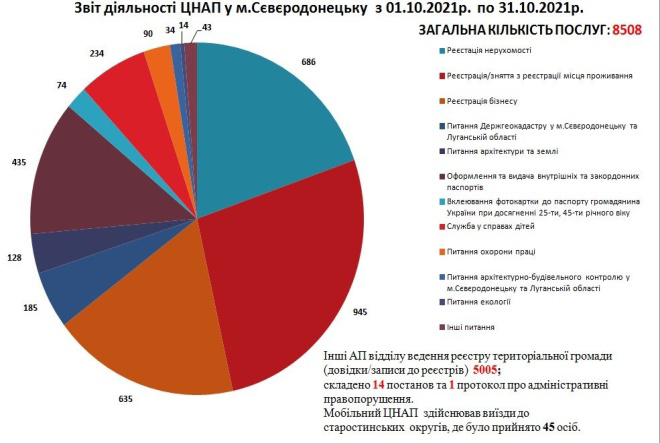 Звіт діяльності ЦНАП у м.Сєвєродонецьку з 01.10.2021р. по 31.10.2021р.
ЗАГАЛЬНА КІЛЬКІСТЬ ПОСЛУГ: 8508
686
945
635
185
128
435
74
234
90
34
14
43
Реєстація нерухомості
Реєстрація/зняття з реєстрації місця проживання
Реєстрація бізнесу
Питання Держгеокадастру у м.Сєвєродонецьку та
Луганській області
Питання архітектури та землі
Оформлення та видача внутрішніх та закордонних
паспортів
Вклеювання фотокартки до паспорту громадянина
України при досягненні 25-ти, 45-ти річного віку
Служба у справах дітей
Питання охорони праці
Питання архітектурно-будівельного контролю у
м.Сєвєродонецьку та Луганській області
Питання екології
Інші питання
Інші АП відділу ведення реєстру територіальної громади
(довідки/записи до реєстрів) 5005;
складено 14 постанов та 1 протокол про адміністративні
правопорушення.
Мобільний ЦНАП здійснював виїзди до
старостинських округів, де було прийнято 45 осіб.